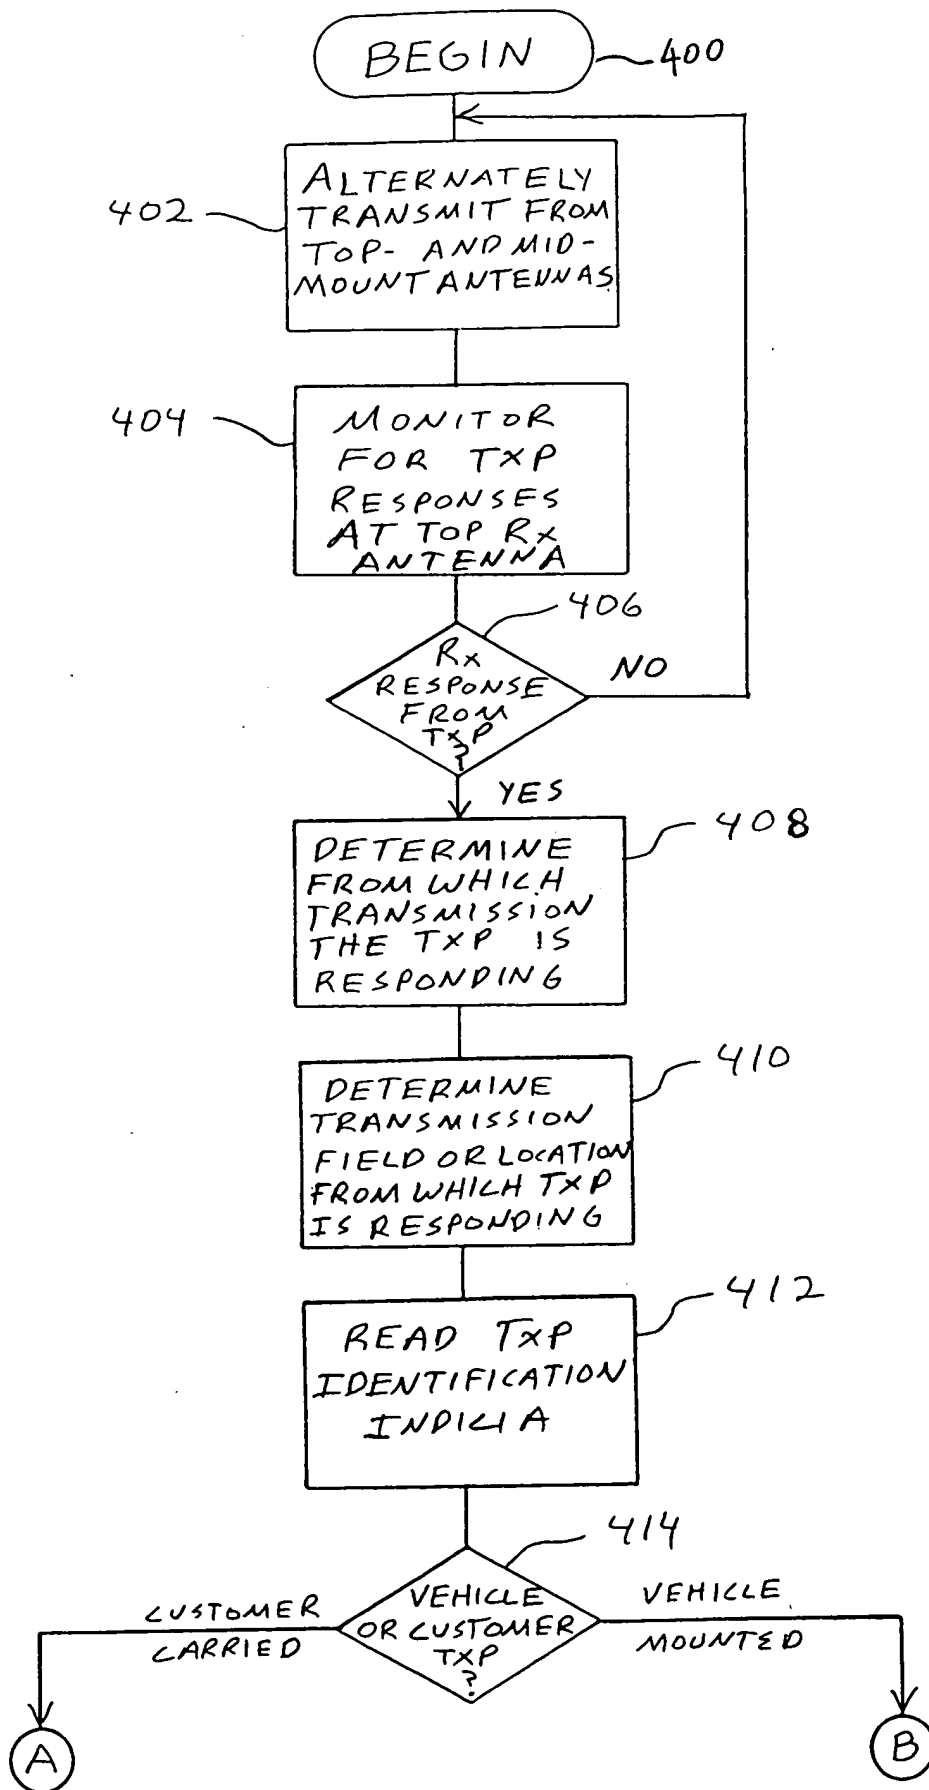 BEGIN
400
402
ALTERNATELY
TRANSMIT FROM
TOP- AND MID-
MOUNT ANTENNAS
404
MONITOR
FOR TXP
RESPONSES
AT TOP Rx
ANTENNA
406
Rx
RESPONSE
FROM
TXP
?
NO
YES
408
DETERMINE
FROM WHICH
TRANSMISSION
THE TXP IS
RESPONDING
410
DETERMINE
TRANSMISSION
FIELD OR LOCATION
FROM WHICH TXP
IS RESPONDING
412
READ TXP
IDENTIFICATION
INDICIA
414
VEHICLE
OR CUSTOMER
TXP
?
CUSTOMER
CARRIED
VEHICLE
MOUNTED
A
B